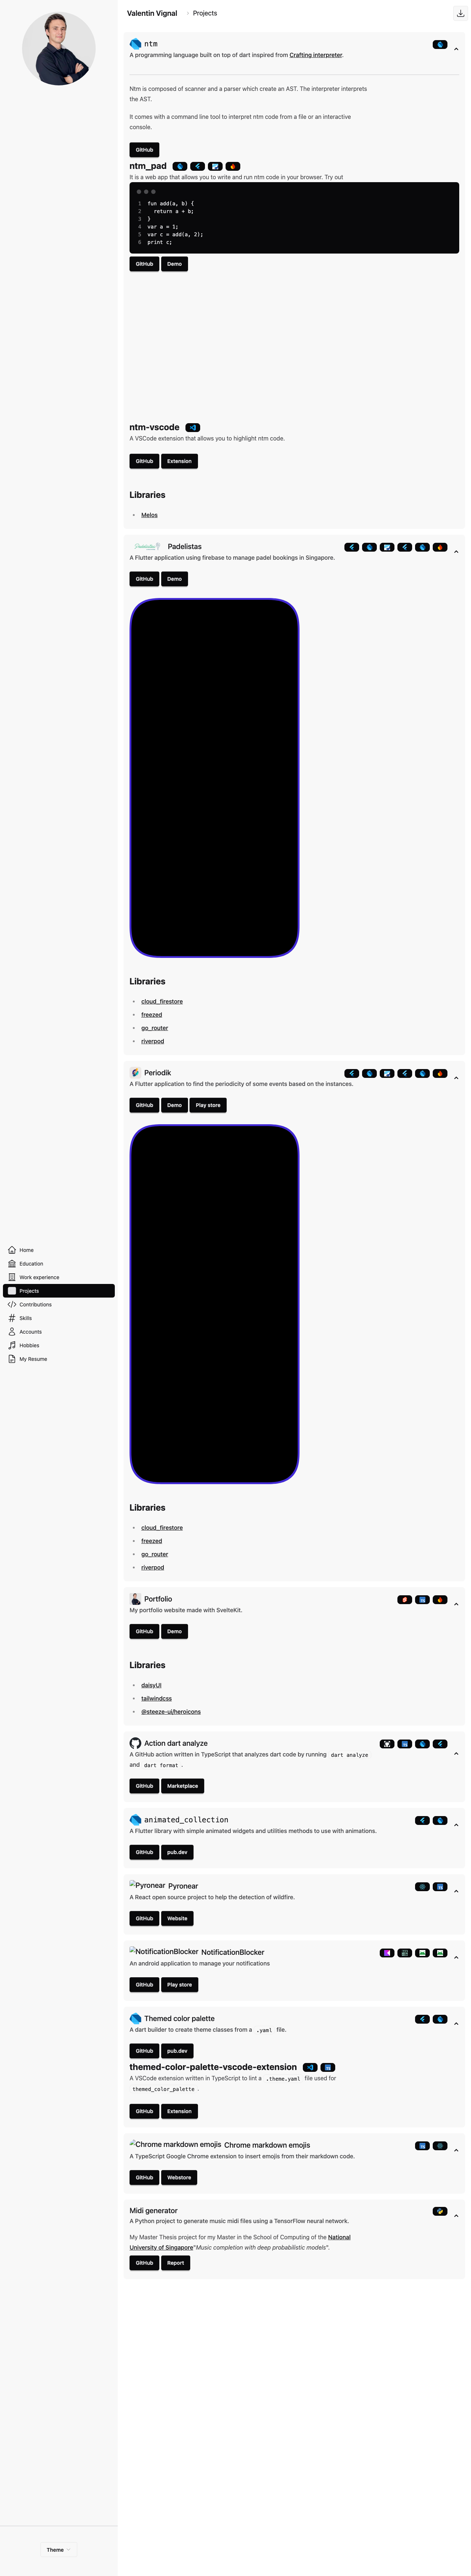 Valentin Vignal › Projects
ntm
A programming language built on top of dart inspired from Crafting interpreter.
Ntm is composed of scanner and a parser which create an AST. The interpreter interprets
the AST.
It comes with a command line tool to interpret ntm code from a file or an interactive
console.
GitHub
ntm_pad
It is a web app that allows you to write and run ntm code in your browser. Try out
1 fun add(a, b) {
2 return a + b;
3 }
4 var a = 1;
5 var c = add(a, 2);
6 print c;
GitHub Demo
ntm-vscode
A VSCode extension that allows you to highlight ntm code.
GitHub Extension
Libraries
Melos
Padelistas
A Flutter application using firebase to manage padel bookings in Singapore.
GitHub Demo
Libraries
cloud_firestore
freezed
go_router
riverpod
Periodik
A Flutter application to find the periodicity of some events based on the instances.
GitHub Demo Play store
Home
Education
Work experience
Projects
Contributions
Skills
Accounts
Hobbies
My Resume
Libraries
cloud_firestore
freezed
go_router
riverpod
Portfolio
My portfolio website made with SvelteKit.
GitHub Demo
Libraries
daisyUI
tailwindcss
@steeze-ui/heroicons
Action dart analyze
A GitHub action written in TypeScript that analyzes dart code by running dart analyze
and dart format .
GitHub Marketplace
animated_collection
A Flutter library with simple animated widgets and utilities methods to use with animations.
GitHub pub.dev
Pyronear Pyronear
A React open source project to help the detection of wildfire.
GitHub Website
NotificationBlocker NotificationBlocker
An android application to manage your notifications
GitHub Play store
Themed color palette
A dart builder to create theme classes from a .yaml file.
GitHub pub.dev
themed-color-palette-vscode-extension
A VSCode extension written in TypeScript to lint a .theme.yaml file used for
themed_color_palette .
GitHub Extension
Chrome markdown emojis Chrome markdown emojis
A TypeScript Google Chrome extension to insert emojis from their markdown code.
GitHub Webstore
Midi generator
A Python project to generate music midi files using a TensorFlow neural network.
My Master Thesis project for my Master in the School of Computing of the National
University of Singapore"Music completion with deep probabilistic models".
GitHub Report
Theme